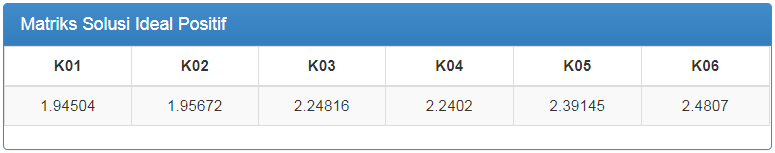 Matriks Solusi Ideal Positif
K01 K02 K03 K04 K05 K06
1.94504 1.95672 2.24816 2.2402 2.39145 2.4807